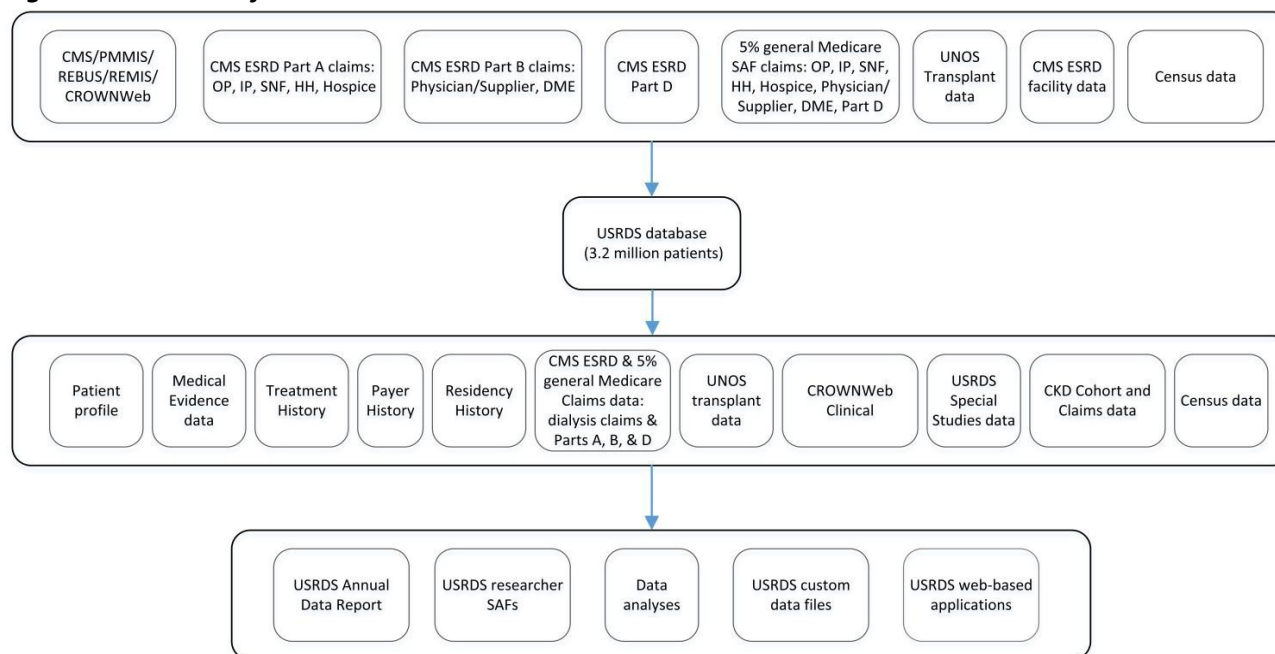 CMS/PMMIS/
REBUS/REMIS/
CROWNWeb
CMS ESRD Part A claims:
OP, IP, SNF, HH, Hospice
CMS ESRD Part B claims:
Physician/Supplier, DME
CMS ESRD
Part D
5% general Medicare
SAF claims: OP, IP, SNF,
HH, Hospice, Physician/
Supplier, DME, Part D
UNOS
Transplant
data
CMS ESRD
facility data
Census data
USRDS database
(3.2 million patients)
Patient
profile
Medical
Evidence
data
Treatment
History
Payer
History
Residency
History
CMS ESRD & 5%
general Medicare
Claims data:
dialysis claims &
Parts A, B, & D
UNOS
transplant
data
CROWNWeb
Clinical
USRDS
Special
Studies data
CKD Cohort and
Claims data
Census data
USRDS Annual
Data Report
USRDS researcher
SAFs
Data
analyses
USRDS custom
data files
USRDS web-based
applications